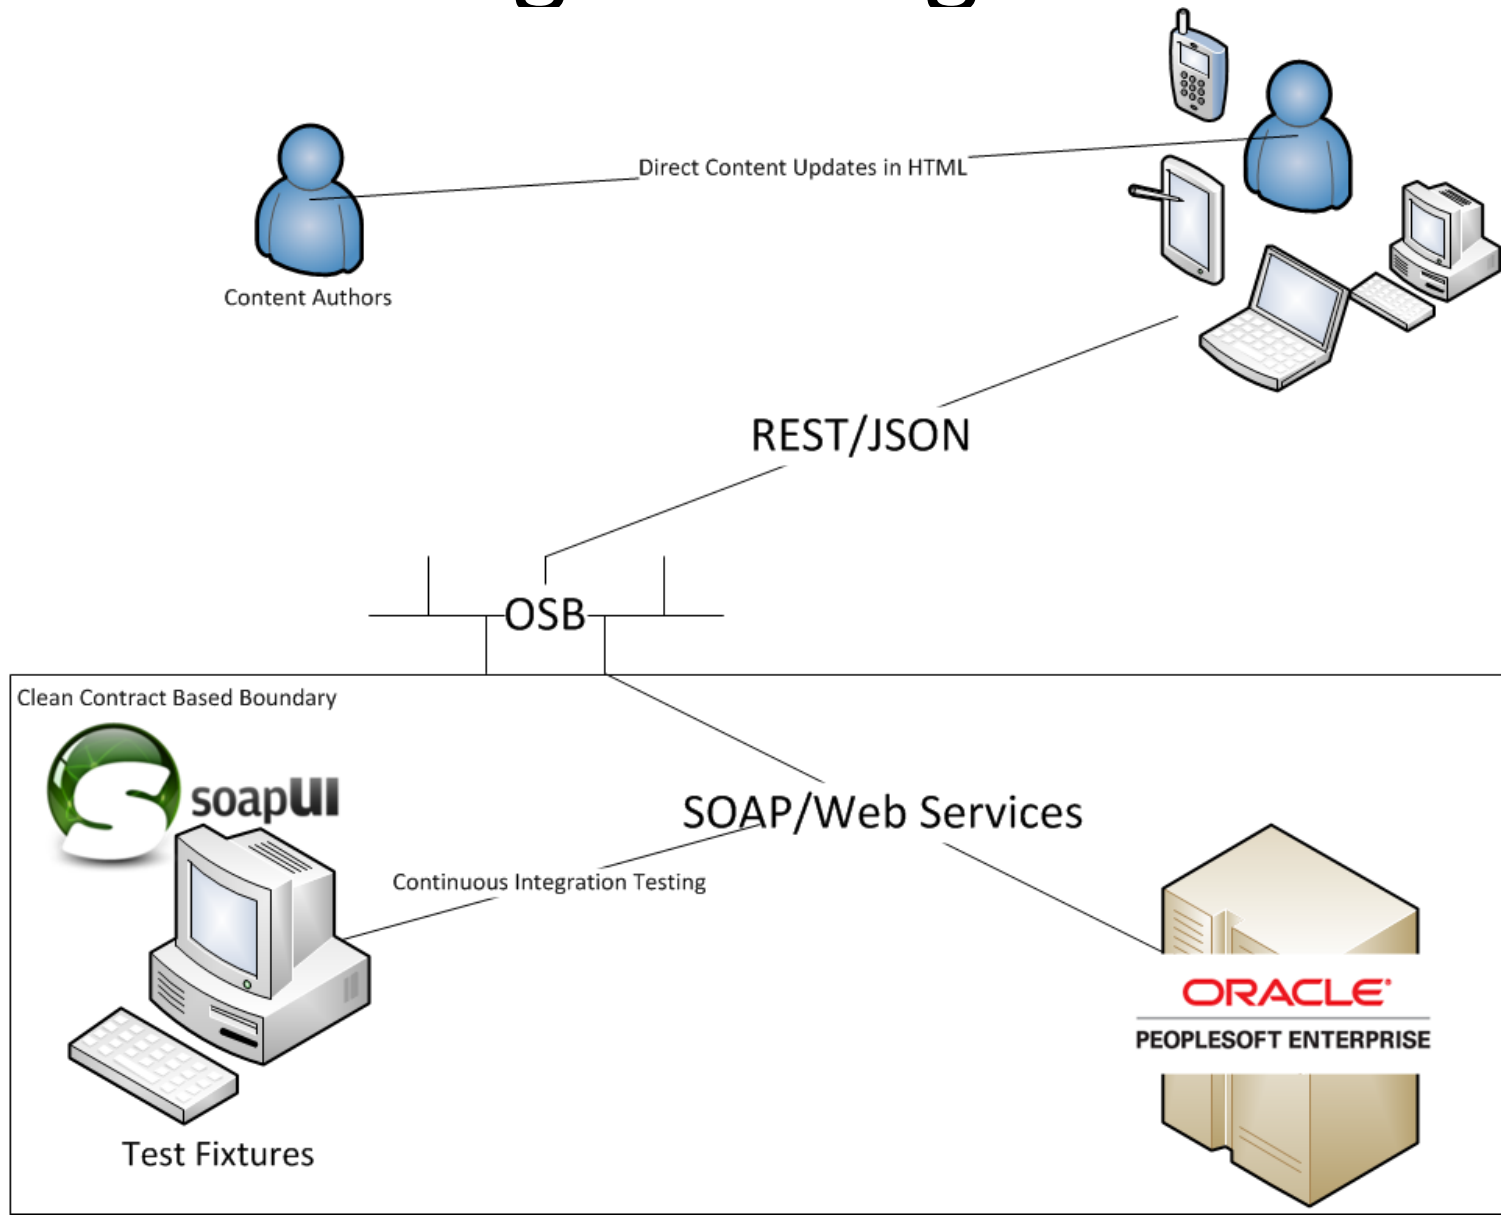 Direct Content Updates in HTML
Content Authors
REST/JSON
OSB
Clean Contract Based Boundary
soapUI
SOAP/Web Services
Continuous Integration Testing
ORACLE®
PEOPLESOFT ENTERPRISE
Test Fixtures